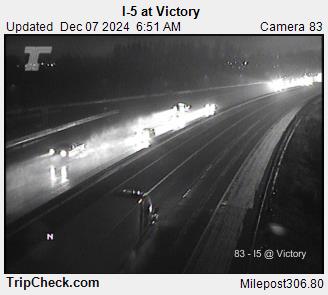 I-5 at Victory
Updated Dec 07 2024 6:51 AM Camera 83
T
N
83 - I5 @ Victory
TripCheck.com Milepost306.80